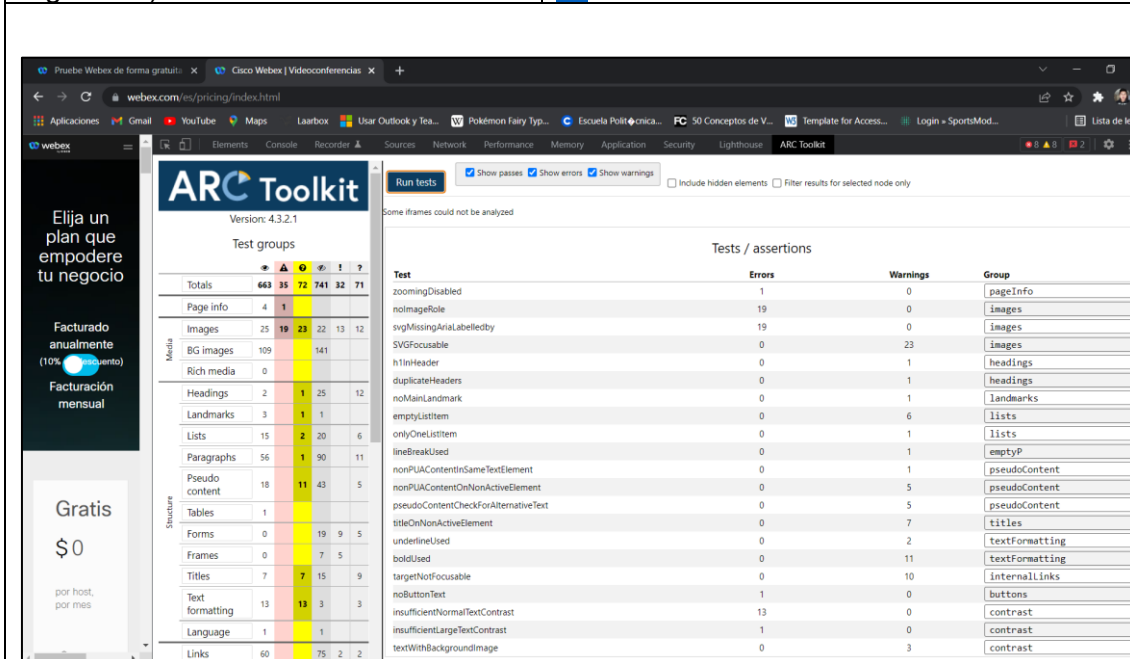 Pruebe Webex de forma gratuita
Cisco Webex | Videoconferencias
webex.com/es/pricing/index.html
Aplicaciones Gmail YouTube Maps Laarbox Usar Outlook y Tea... Pokémon Fairy Typ... Escuela Polit�cnica... FC 50 Conceptos de V... Template for Access... Login » SportsMod... Lista de le
webex
Elements Console Recorder Sources Network Performance Memory Application Security Lighthouse ARC Toolkit 8 8 2
Elija un
plan que
empodere
tu negocio
Facturado
anualmente
(10%
Facturación
mensual
Gratis
$0
por host,
por mes
ARC Toolkit
Version: 4.3.2.1
Test groups
! ?
Totals 663 35 72 741 32 71
Page info 4 1
Media
Images 25 19 23 22 13 12
BG images 109 141
Rich media 0
Structure
Headings 2 1 25 12
Landmarks 3 1 1
Lists 15 2 20 6
Paragraphs 56 1 90 11
Pseudo
content 18 11 43 5
Tables 1
Forms 0 19 9 5
Frames 0 7 5
Titles 7 7 15 9
Text
formatting 13 13 3 3
Language 1 1
Links 60 75 2 2
Run tests
Show passes Show errors Show warnings
Include hidden elements Filter results for selected node only
Some iframes could not be analyzed
Tests / assertions
Test Errors Warnings Group
zoomingDisabled 1 0 pageInfo
noImageRole 19 0 images
svgMissingAriaLabelledby 19 0 images
SVGFocusable 0 23 images
h1InHeader 0 1 headings
duplicateHeaders 0 1 headings
noMainLandmark 0 1 landmarks
emptyListItem 0 6 lists
onlyOneListItem 0 1 lists
lineBreakUsed 0 1 emptyP
nonPUAContentInSameTextElement 0 1 pseudoContent
nonPUAContentOnNonActiveElement 0 5 pseudoContent
pseudoContentCheckForAlternativeText 0 5 pseudoContent
titleOnNonActiveElement 0 7 titles
underlineUsed 0 2 textFormatting
boldUsed 0 11 textFormatting
targetNotFocusable 0 10 internalLinks
noButtonText 1 0 buttons
insufficientNormalTextContrast 13 0 contrast
insufficientLargeTextContrast 1 0 contrast
textWithBackgroundImage 0 3 contrast